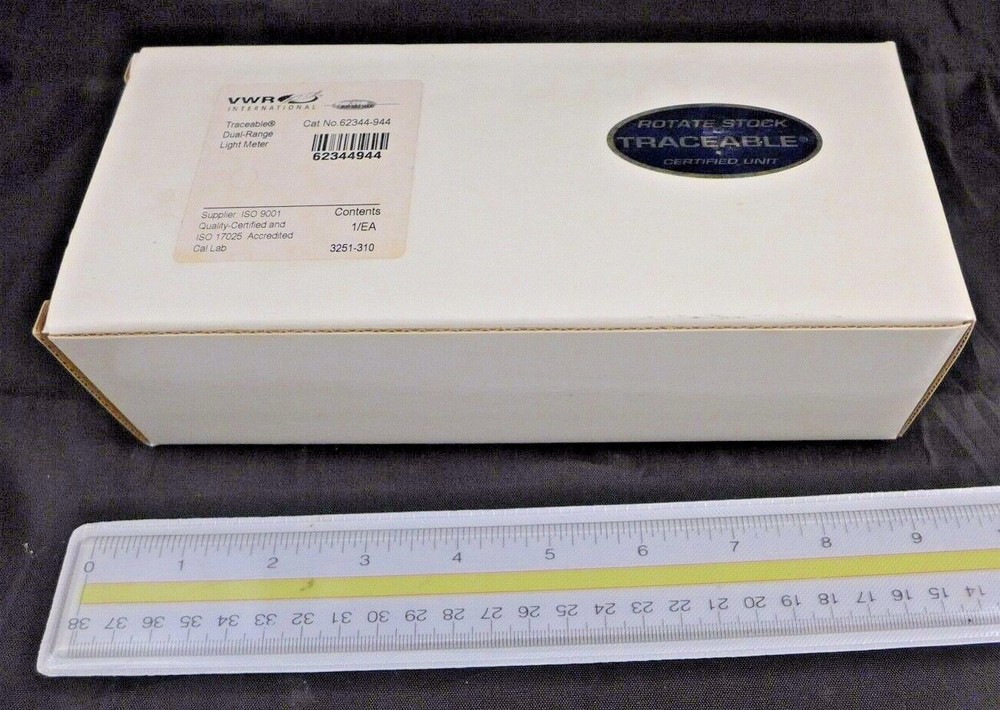 VWR
INTERNATIONAL
Traceable® Cat No.62344-944
Dual-Range
Light Meter
62344944
Supplier: ISO 9001 Contents
Quality-Certified and 1/EA
ISO 17025 Accredited
Cal Lab 3251-310
ROTATE STOCK
TRACEABLE®
CERTIFIED UNIT
0 1 2 3 4 5 6 7 8 9
38 37 36 35 34 33 32 31 30 29 28 27 26 25 24 23 22 21 20 19 18 17 16 15 14